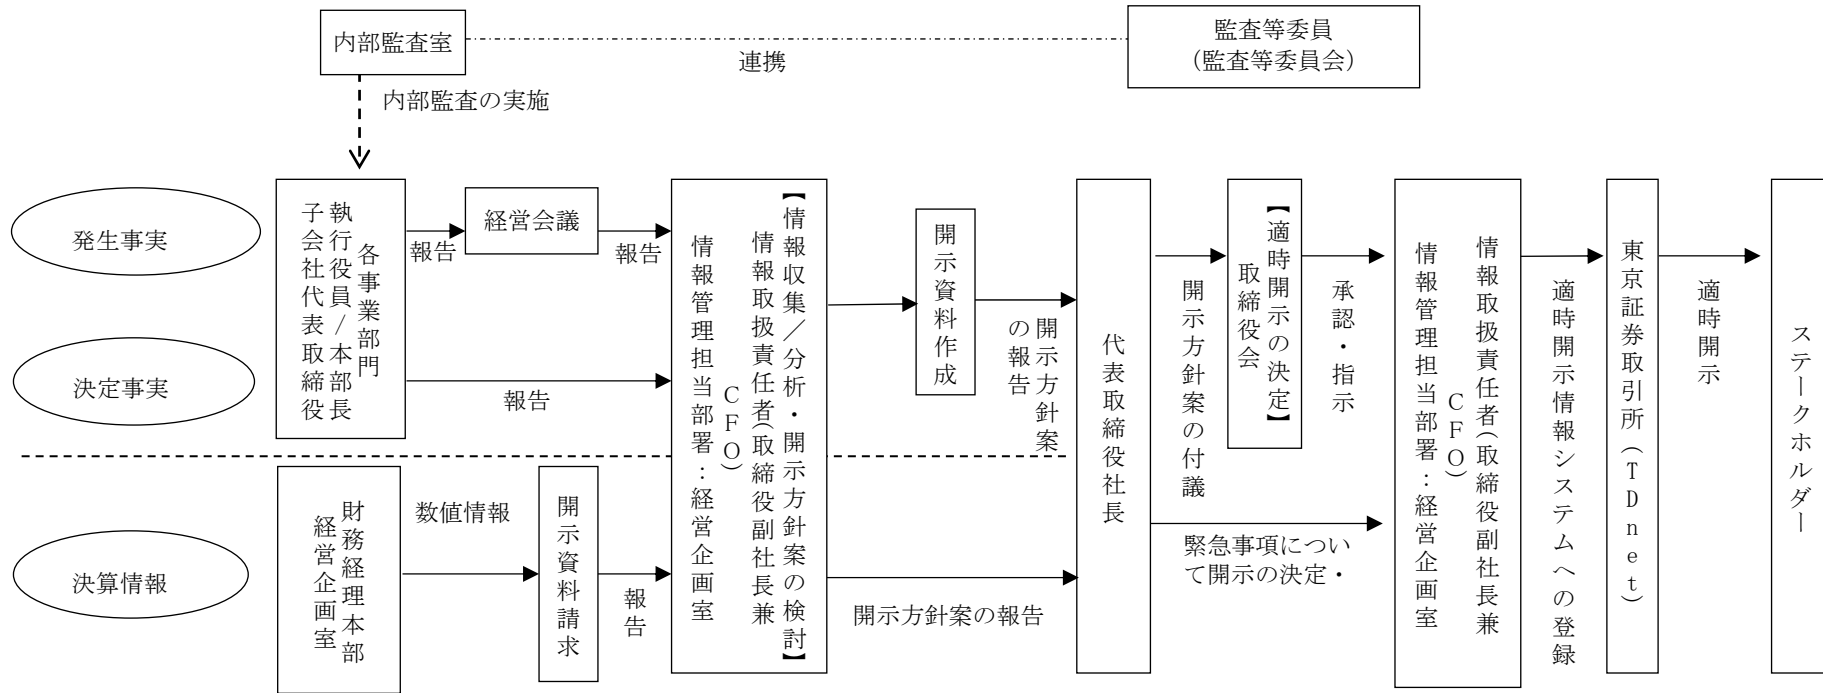 内部監査室
監査等委員
（監査等委員会）
連携
内部監査の実施
発生事実
決定事実
決算情報
各事業部門
執行役員/本部長
子会社代表取締役
報告
経営会議
報告
報告
財務経理本部
経営企画室
数値情報
開示資料請求
報告
【情報収集／分析・開示方針案の検討】
情報取扱責任者(取締役副社長兼
CFO)
情報管理担当部署：経営企画室
開示資料作成
開示方針案
の報告
開示方針案の報告
代表取締役社長
開示方針案の付議
【適時開示の決定】
取締役会
承認・指示
緊急事項につい
て開示の決定・
情報取扱責任者(取締役副社長兼
CFO)
情報管理担当部署：経営企画室
適時開示情報システムへの登録
東京証券取引所(TDnet)
適時開示
ステークホルダー